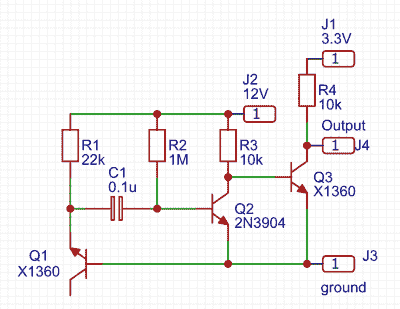 J1
3.3V
1
J2
12V
1
R4
10k
R1
22k
C1
0.1u
R2
1M
R3
10k
Output
1
J4
Q3
X1360
Q2
2N3904
Q1
X1360
J3
1
ground